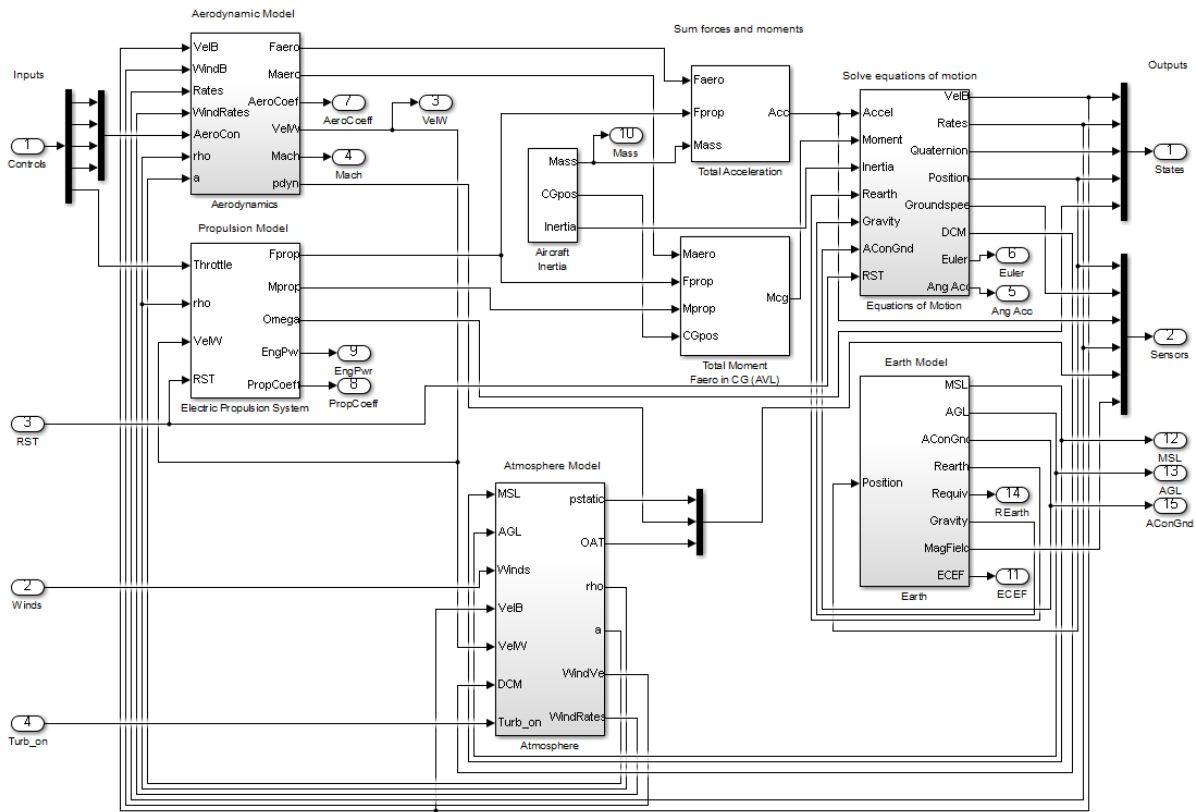 Aerodynamic Model
VelB
WindB
Rates
WindRates
AeroCon
rho
a
Faero
Maero
AeroCoef
VelW
Mach
pdyn
Aerodynamics
Inputs
1
Controls
7
AeroCoeff
3
VelW
4
Mach
Propulsion Model
Throttle
rho
VelW
RST
Fprop
Mprop
Omega
EngPwr
PropCoeff
Electric Propulsion System
9
EngPwr
8
PropCoeff
3
RST
Sum forces and moments
Faero
Fprop
Mass
Acc
Total Acceleration
10
Mass
Mass
CGpos
Inertia
Aircraft
Inertia
Maero
Fprop
Mprop
CGpos
Mcg
Total Moment
Faero in CG (AVL)
Solve equations of motion
Accel
Moment
Inertia
Rearth
Gravity
AConGnd
RST
VelB
Rates
Quaternion
Position
Groundspee
DCM
Euler
Ang Acc
Equations of Motion
6
Euler
5
Ang Acc
Outputs
1
States
2
Sensors
Earth Model
Position
MSL
AGL
AConGnd
Rearth
Requiv
Gravity
MagField
ECEF
Earth
14
REarth
11
ECEF
12
MSL
13
AGL
15
AConGnd
Atmosphere Model
MSL
AGL
Winds
VelB
VelW
DCM
Turb_on
pstatic
OAT
rho
a
WindVe
WindRates
Atmosphere
2
Winds
4
Turb_on